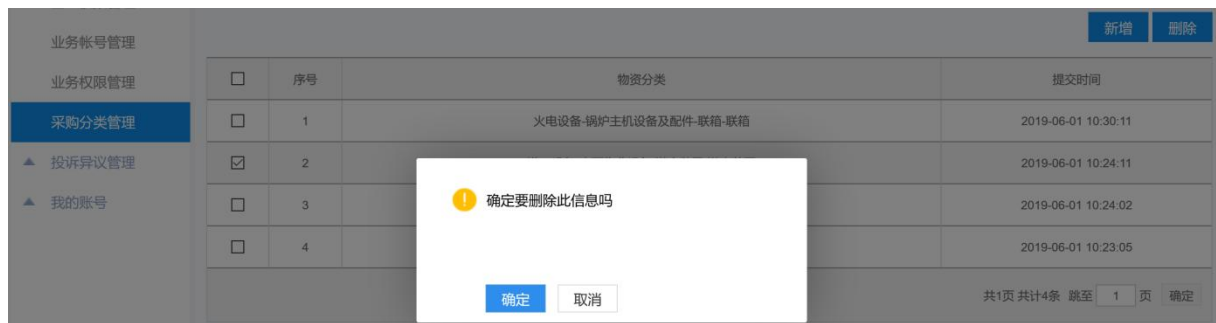 业务帐号管理
新增 删除
业务权限管理
序号 物资分类 提交时间
采购分类管理
1 火电设备-锅炉主机设备及配件-联箱-联箱 2019-06-01 10:30:11
投诉异议管理
2 2019-06-01 10:24:11
我的账号
3 2019-06-01 10:24:02
4 2019-06-01 10:23:05
确定要删除此信息吗
确定 取消
共1页 共计4条 跳至 1 页 确定